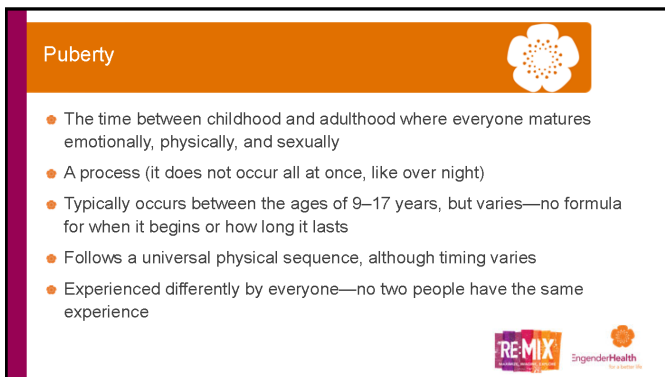 Puberty
The time between childhood and adulthood where everyone matures
emotionally, physically, and sexually
A process (it does not occur all at once, like over night)
Typically occurs between the ages of 9–17 years, but varies—no formula
for when it begins or how long it lasts
Follows a universal physical sequence, although timing varies
Experienced differently by everyone—no two people have the same
experience
RE:MIX
EngenderHealth
for a better life